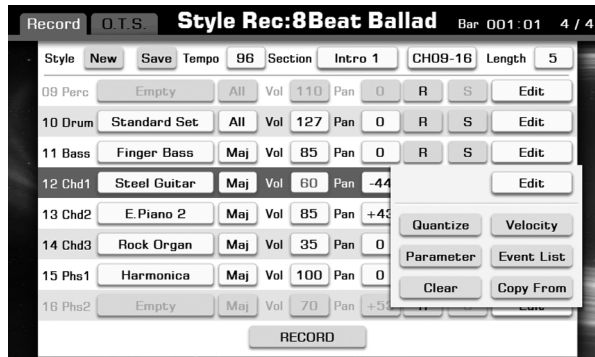 Record O.T.S. Style Rec:8Beat Ballad Bar 001:01 4/4
Style New Save Tempo 96 Section Intro 1 CH09-16 Length 5
09 Perc Empty All Vol 110 Pan 0 R S Edit
10 Drum Standard Set All Vol 127 Pan 0 R S Edit
11 Bass Finger Bass Maj Vol 85 Pan 0 R S Edit
12 Chd1 Steel Guitar Maj Vol 60 Pan -44 Edit
13 Chd2 E.Piano 2 Maj Vol 85 Pan +43 Quantize Velocity
14 Chd3 Rock Organ Maj Vol 35 Pan 0 Parameter Event List
15 Phs1 Harmonica Maj Vol 100 Pan 0 Clear Copy From
16 Phs2 Empty Maj Vol 70 Pan +53 R S Edit
RECORD